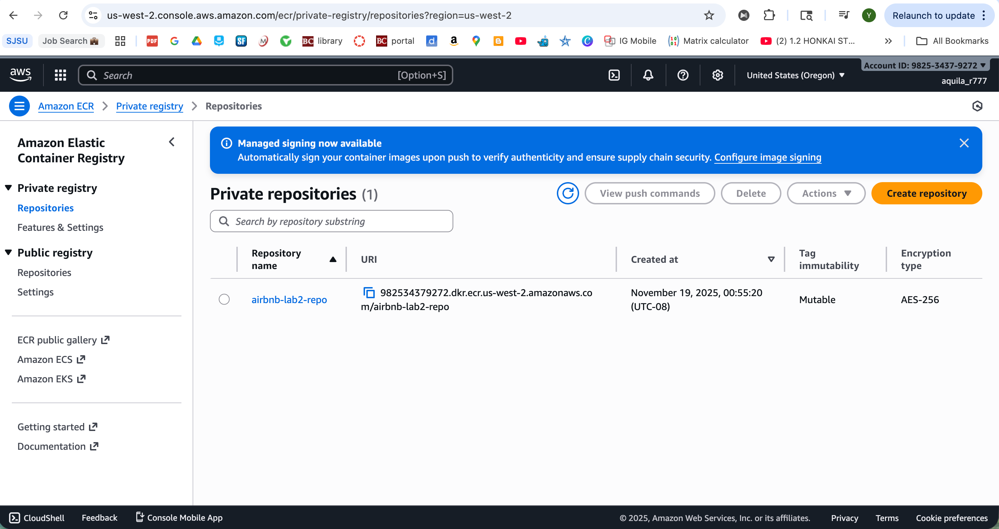 us-west-2.console.aws.amazon.com/ecr/private-registry/repositories?region=us-west-2
Y
Relaunch to update
SJSU
Job Search
PDF
G
SF
M
BC library
BC portal
d
a
B
C
IG Mobile
Matrix calculator
(2) 1.2 HONKAI ST...
All Bookmarks
aws
Search
[Option+S]
United States (Oregon)
Account ID: 9825-3437-9272
aquila_r777
Amazon ECR
Private registry
Repositories
Amazon Elastic
Container Registry
Private registry
Repositories
Features & Settings
Public registry
Repositories
Settings
ECR public gallery
Amazon ECS
Amazon EKS
Getting started
Documentation
Managed signing now available
Automatically sign your container images upon push to verify authenticity and ensure supply chain security. Configure image signing
Private repositories (1)
View push commands
Delete
Actions
Create repository
Search by repository substring
Repository
name
URI
Created at
Tag
immutability
Encryption
type
airbnb-lab2-repo
982534379272.dkr.ecr.us-west-2.amazonaws.co
m/airbnb-lab2-repo
November 19, 2025, 00:55:20
(UTC-08)
Mutable
AES-256
CloudShell
Feedback
Console Mobile App
© 2025, Amazon Web Services, Inc. or its affiliates.
Privacy
Terms
Cookie preferences